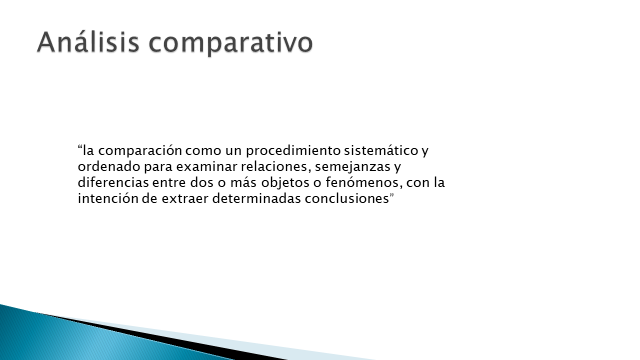 Análisis comparativo
“la comparación como un procedimiento sistemático y
ordenado para examinar relaciones, semejanzas y
diferencias entre dos o más objetos o fenómenos, con la
intención de extraer determinadas conclusiones”